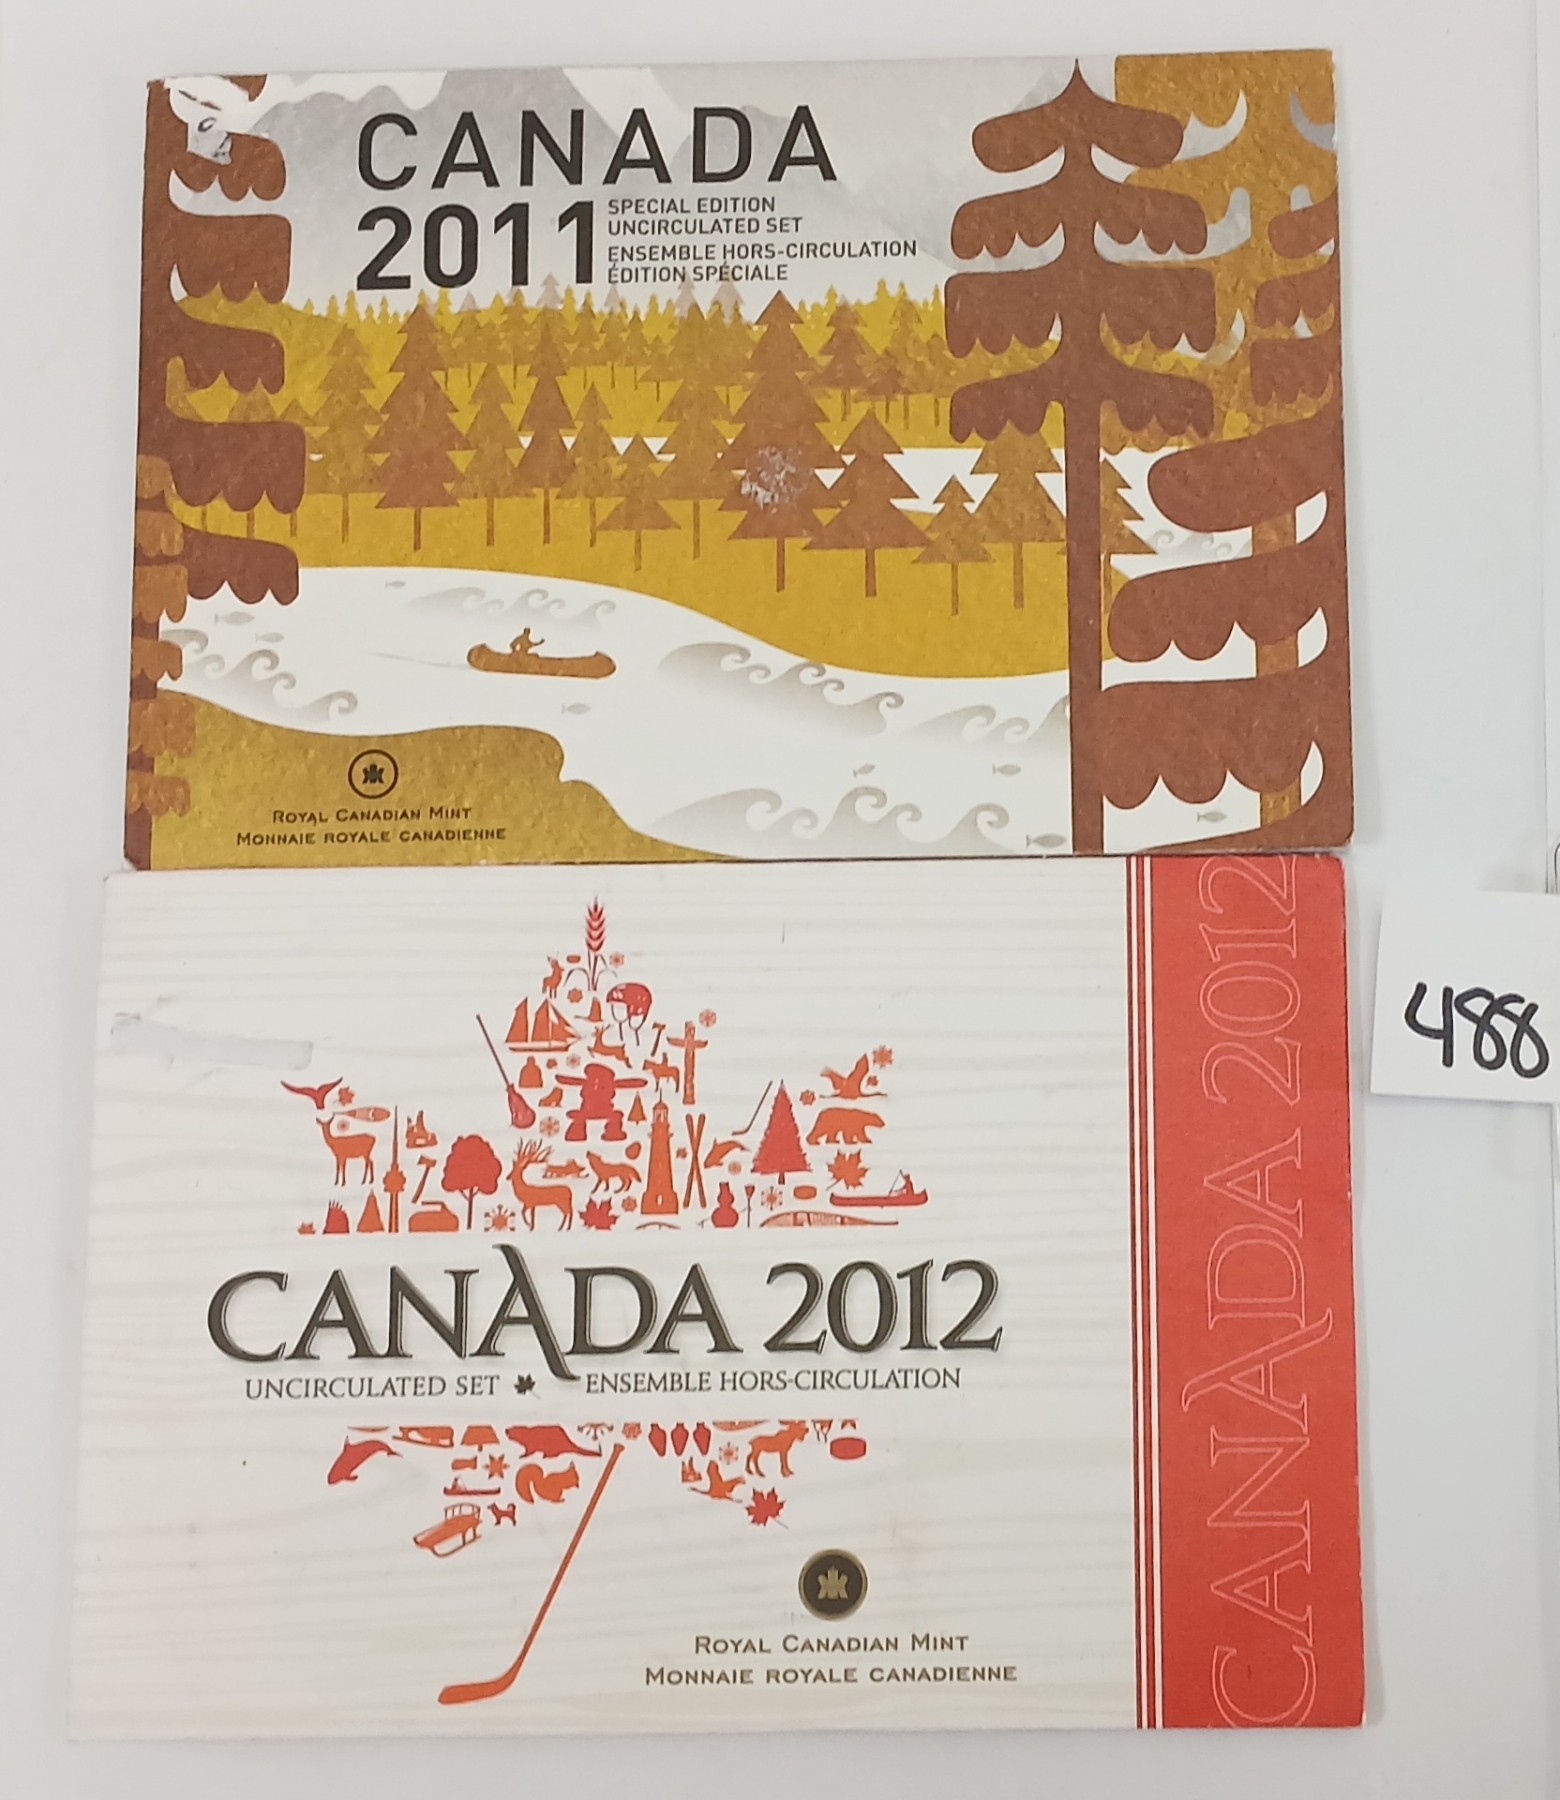 CANADA
2011
SPECIAL EDITION
UNCIRCULATED SET
ENSEMBLE HORS-CIRCULATION
ÉDITION SPÉCIALE
ROYAL CANADIAN MINT
MONNAIE ROYALE CANADIENNE
CANADA 2012
UNCIRCULATED SET ENSEMBLE HORS-CIRCULATION
ROYAL CANADIAN MINT
MONNAIE ROYALE CANADIENNE
CANADA 2012
488